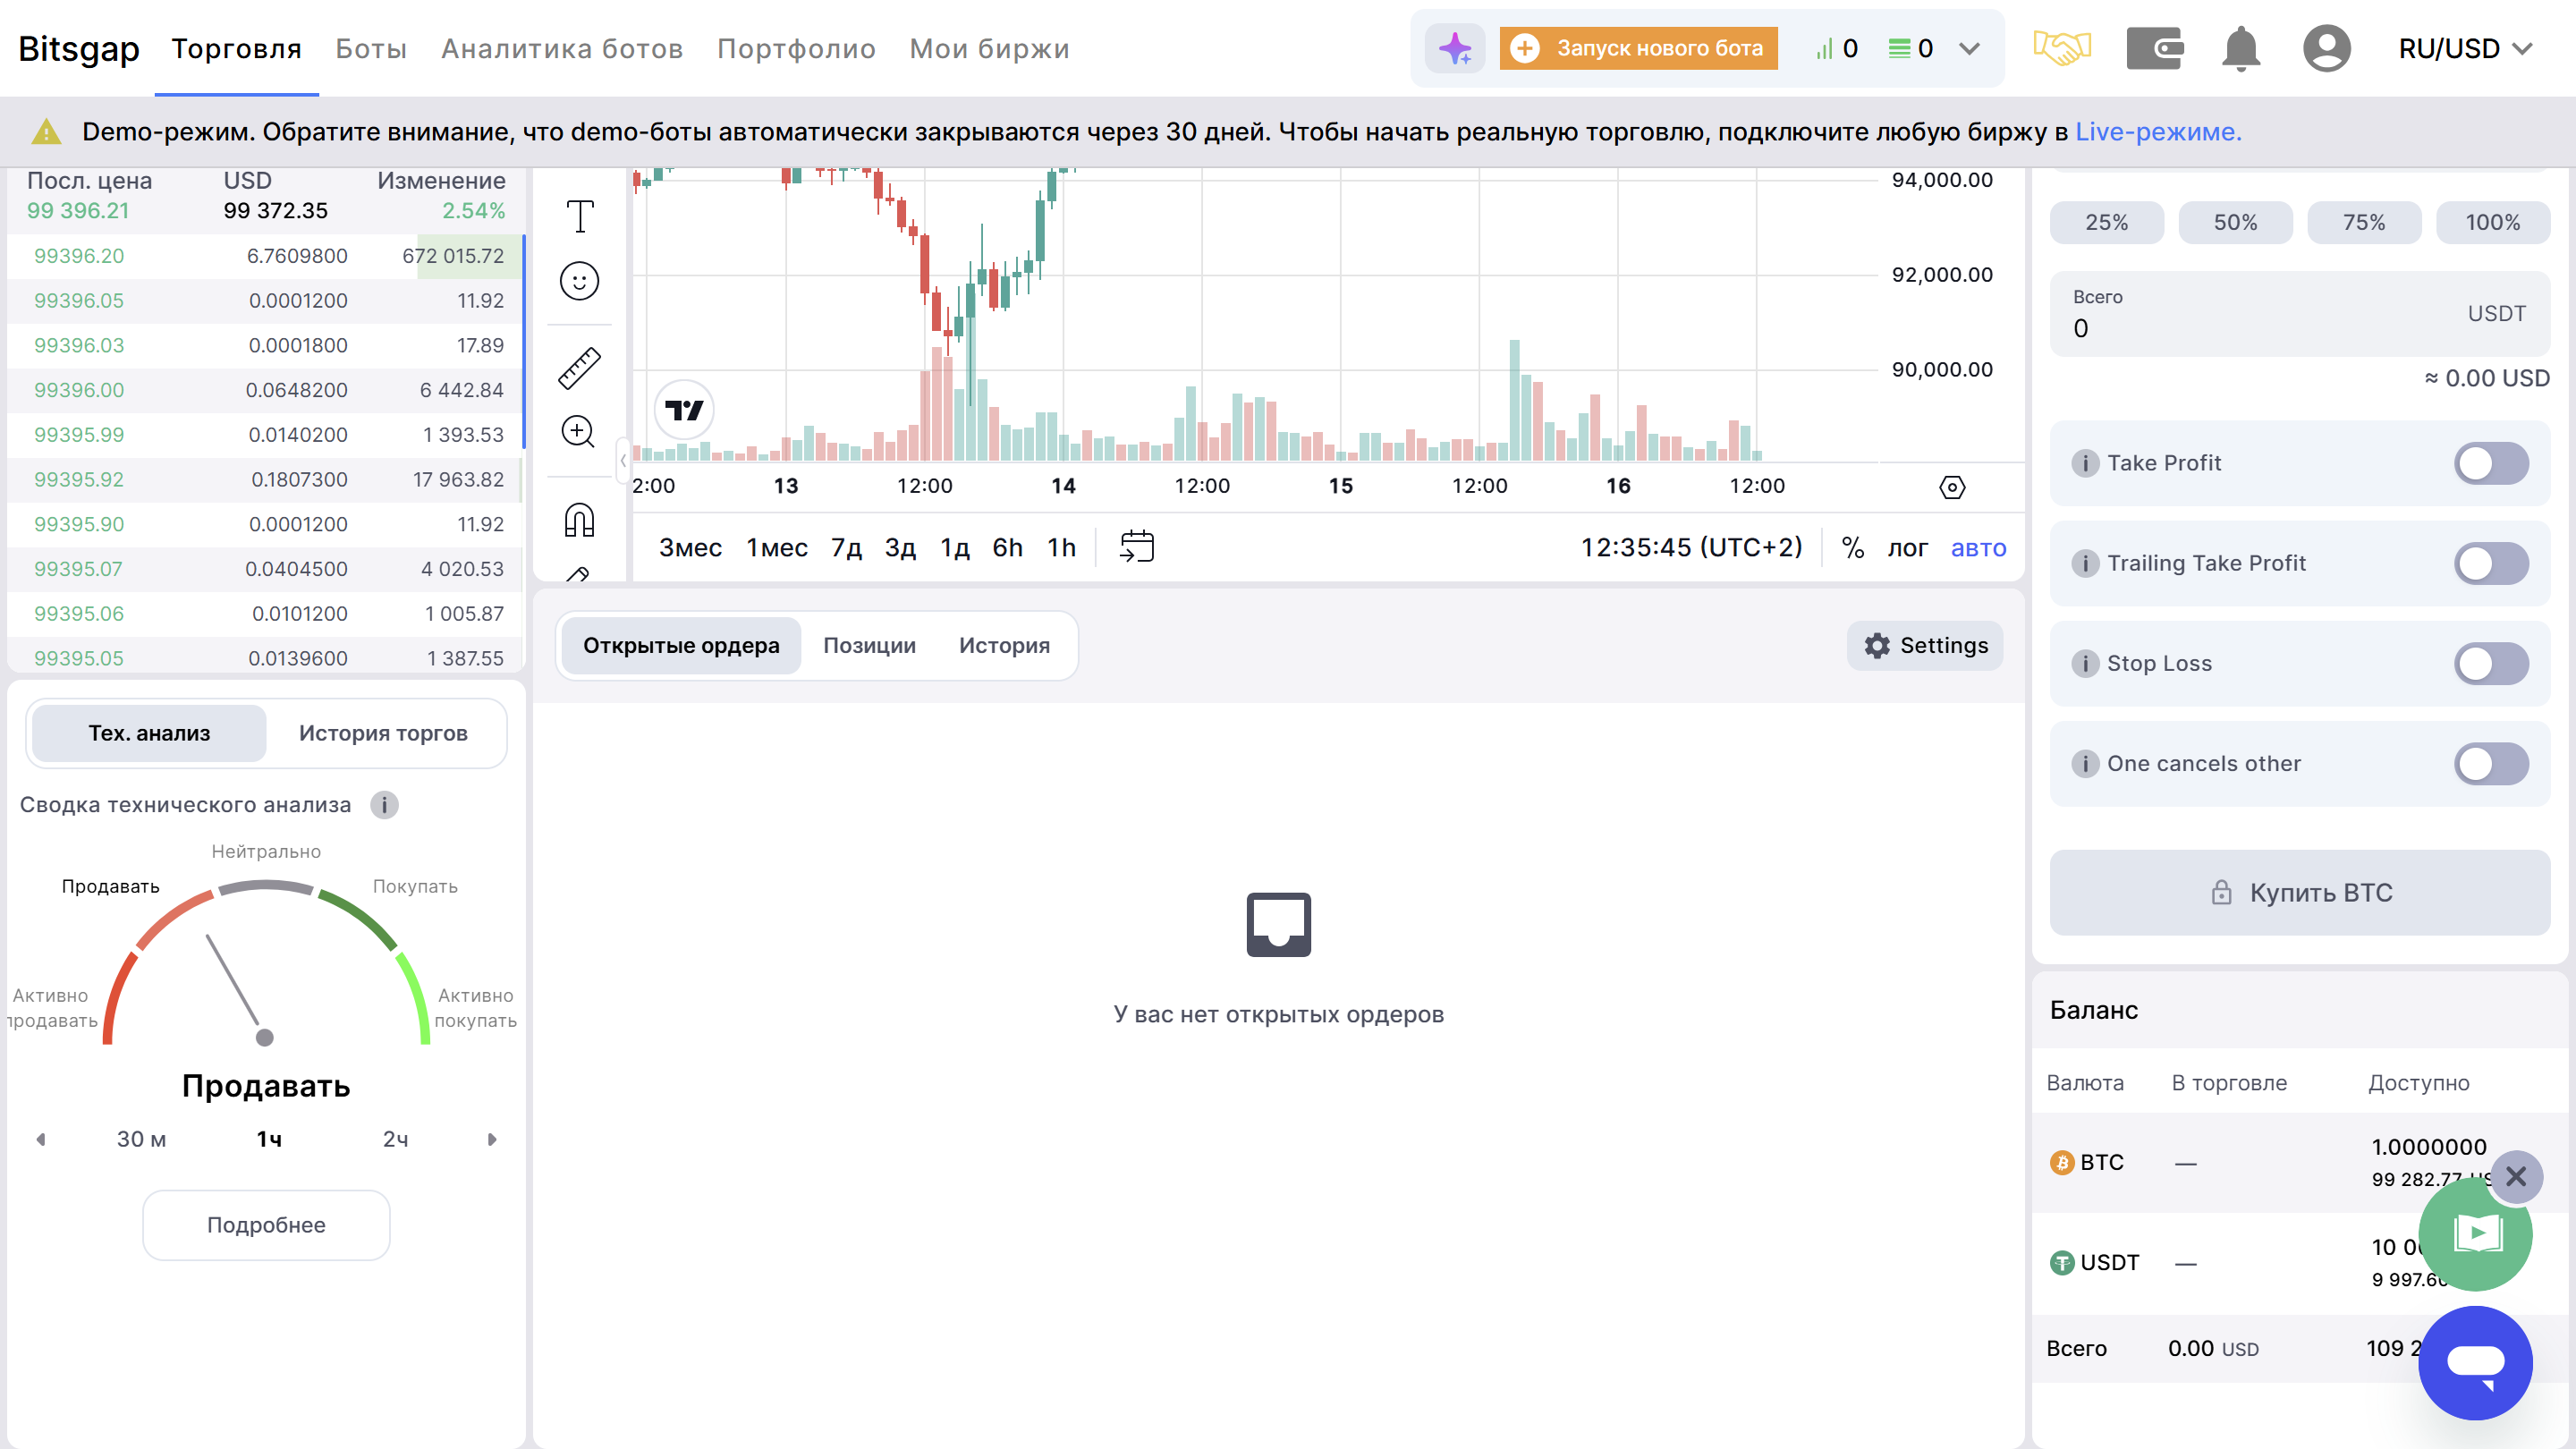 Bitsgap Торговля Боты Аналитика ботов Портфолио Мои биржи Запуск нового бота 0 0 RU/USD
Demo-режим. Обратите внимание, что demo-боты автоматически закрываются через 30 дней. Чтобы начать реальную торговлю, подключите любую биржу в Live-режиме.
Посл. цена USD Изменение
99 396.21 99 372.35 2.54%
99396.20 6.7609800 672 015.72
99396.05 0.0001200 11.92
99396.03 0.0001800 17.89
99396.00 0.0648200 6 442.84
99395.99 0.0140200 1 393.53
99395.92 0.1807300 17 963.82
99395.90 0.0001200 11.92
99395.07 0.0404500 4 020.53
99395.06 0.0101200 1 005.87
99395.05 0.0139600 1 387.55
Тех. анализ История торгов
Сводка технического анализа
Нейтрально
Продавать Покупать
Активно продавать
Активно покупать
Продавать
30 м 1ч 2ч
Подробнее
94,000.00
92,000.00
90,000.00
2:00 13 12:00 14 12:00 15 12:00 16 12:00
3мес 1мес 7д 3д 1д 6h 1h 12:35:45 (UTC+2) % лог авто
Открытые ордера Позиции История Settings
У вас нет открытых ордеров
25% 50% 75% 100%
Всего
0 USDT
≈ 0.00 USD
Take Profit
Trailing Take Profit
Stop Loss
One cancels other
Купить BTC
Баланс
Валюта В торговле Доступно
BTC — 1.0000000
99 282.77
USDT —
Всего 0.00 USD